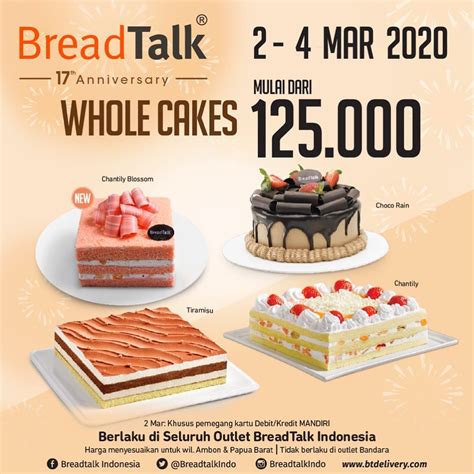 BreadTalk®
17th Anniversary
2 - 4 MAR 2020
WHOLE CAKES
MULAI DARI
125.000
Chantily Blossom
NEW
BreadTalk
BreadTalk
Choco Rain
Chantily
Tiramisu
2 Mar: Khusus pemegang kartu Debit/Kredit MANDIRI
Berlaku di Seluruh Outlet BreadTalk Indonesia
Harga menyesuaikan untuk wil. Ambon & Papua Barat | Tidak berlaku di outlet Bandara
Breadtalk Indonesia @BreadtalkIndo BreadtalkIndo www.btdelivery.com